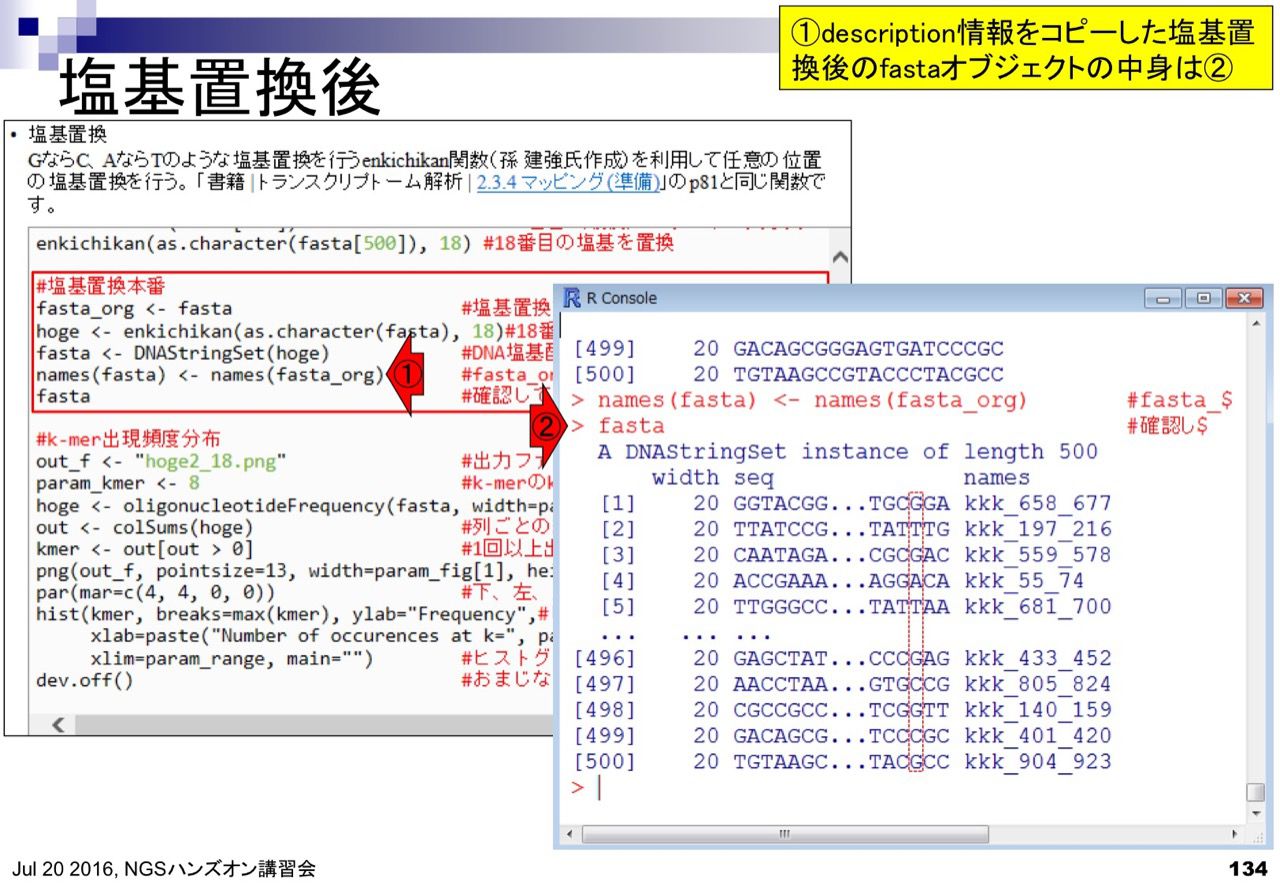 ①description情報をコピーした塩基置
換後のfastaオブジェクトの中身は②
塩基置換後
• 塩基置換
GならC、AならTのような塩基置換を行うenkichikan関数(孫 建強氏作成)を利用して任意の位置
の塩基置換を行う。「書籍 |トランスクリプトーム解析 | 2.3.4 マッピング(準備)」のp81と同じ関数で
す。
enkichikan(as.character(fasta[500]), 18) #18番目の塩基を置換
#塩基置換本番
fasta_org <- fasta #塩基置換
hoge <- enkichikan(as.character(fasta), 18)#18番
fasta <- DNAStringSet(hoge) #DNA塩基配
names(fasta) <- names(fasta_org) #fasta_or
fasta #確認して
①
#k-mer出現頻度分布
out_f <- "hoge2_18.png" #出力ファ
param_kmer <- 8 #k-merのk
hoge <- oligonucleotideFrequency(fasta, width=pa
out <- colSums(hoge) #列ごとの
kmer <- out[out > 0] #1回以上出
png(out_f, pointsize=13, width=param_fig[1], hei
par(mar=c(4, 4, 0, 0)) #下、左、
hist(kmer, breaks=max(kmer), ylab="Frequency",#
xlab=paste("Number of occurences at k=", pa
xlim=param_range, main="") #ヒストグ
dev.off() #おまじな
R Console
[499] 20 GACAGCGGGAGTGATCCCGC
[500] 20 TGTAAGCCGTACCCTACGCC
> names(fasta) <- names(fasta_org) #fasta_$
② > fasta #確認し$
A DNAStringSet instance of length 500
width seq names
[1] 20 GGTACGG...TGCGGA kkk_658_677
[2] 20 TTATCCG...TATTTG kkk_197_216
[3] 20 CAATAGA...CGCGAC kkk_559_578
[4] 20 ACCGAAA...AGGACA kkk_55_74
[5] 20 TTGGGCC...TATTAA kkk_681_700
... ... ...
[496] 20 GAGCTAT...CCCGAG kkk_433_452
[497] 20 AACCTAA...GTGCCG kkk_805_824
[498] 20 CGCCGCC...TCGGTT kkk_140_159
[499] 20 GACAGCG...TCCCGC kkk_401_420
[500] 20 TGTAAGC...TACGCC kkk_904_923
>
Jul 20 2016, NGSハンズオン講習会
134